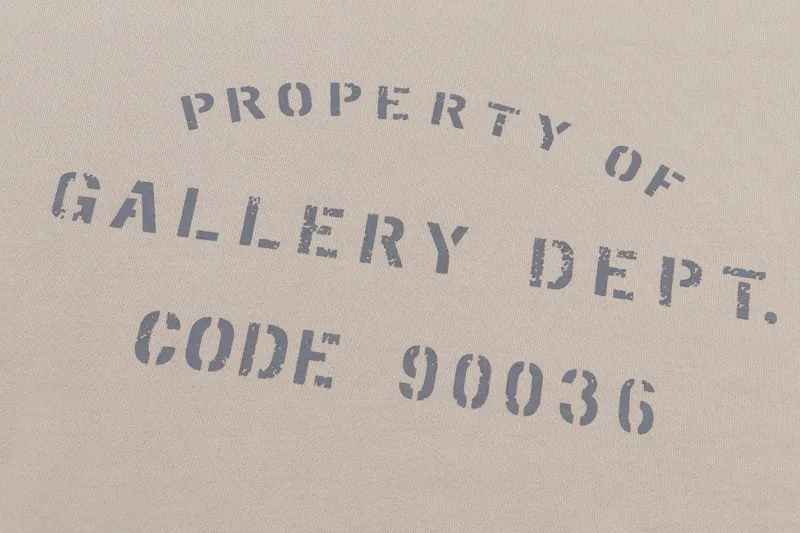 PROPERTY OF
GALLERY DEPT.
CODE 90036